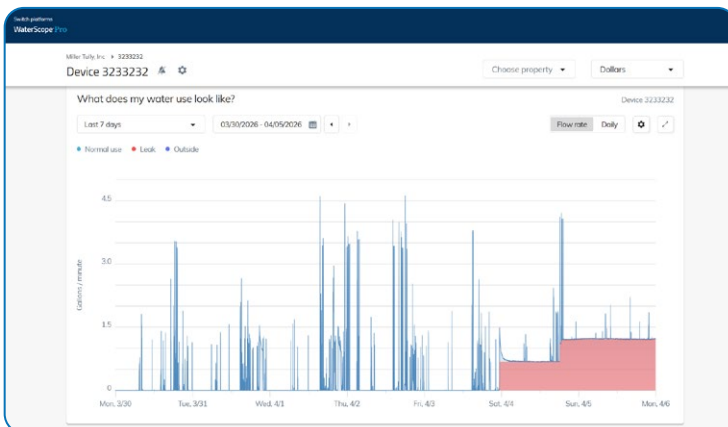 Switch platforms
WaterScope Pro
Miller Tully, Inc. > 3233232
Device 3233232
Choose property
Dollars
What does my water use look like?
Device 3233232
Last 7 days
03/30/2026 - 04/05/2026
Flow rate
Daily
Normal use
Leak
Outside
Gallons / minute
4.5
3.0
1.5
0
Mon, 3/30
Tue, 3/31
Wed, 4/1
Thu, 4/2
Fri, 4/3
Sat, 4/4
Sun, 4/5
Mon, 4/6